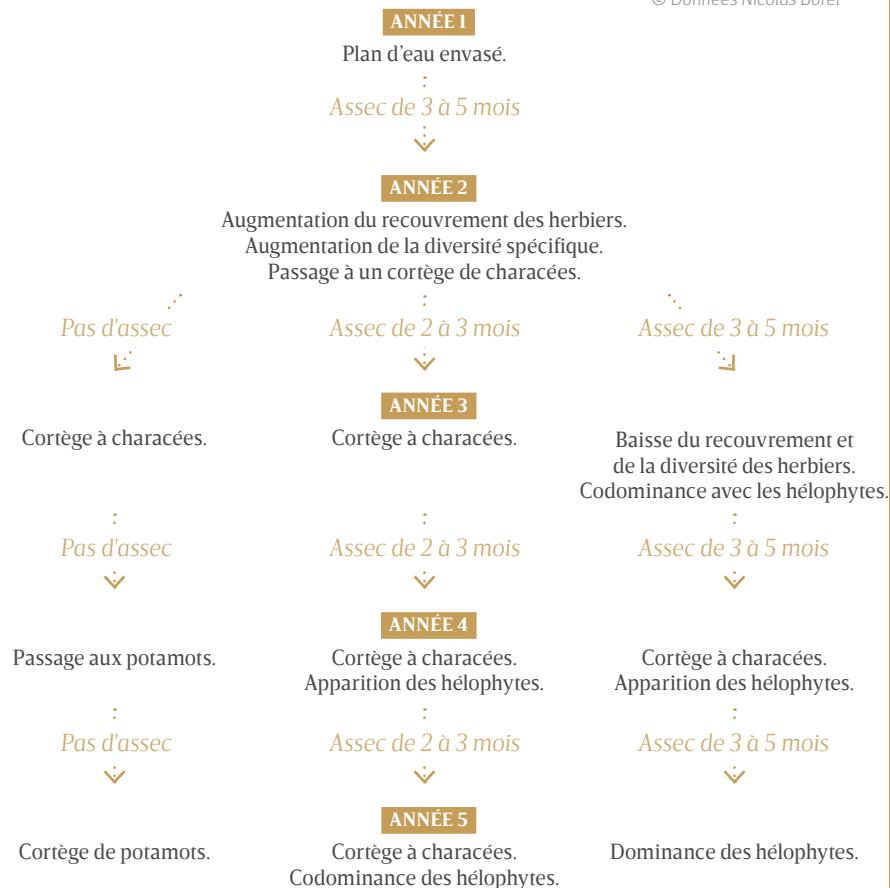 © Données Nicolas Borel
ANNÉE 1
Plan d'eau envasé.
Assec de 3 à 5 mois
ANNÉE 2
Augmentation du recouvrement des herbiers.
Augmentation de la diversité spécifique.
Passage à un cortège de characées.
Pas d'assec
Assec de 2 à 3 mois
Assec de 3 à 5 mois
ANNÉE 3
Cortège à characées.
Cortège à characées.
Baisse du recouvrement et
de la diversité des herbiers.
Codominance avec les hélophytes.
Pas d'assec
Assec de 2 à 3 mois
Assec de 3 à 5 mois
ANNÉE 4
Passage aux potamots.
Cortège à characées.
Apparition des hélophytes.
Cortège à characées.
Apparition des hélophytes.
Pas d'assec
Assec de 2 à 3 mois
Assec de 3 à 5 mois
ANNÉE 5
Cortège de potamots.
Cortège à characées.
Codominance des hélophytes.
Dominance des hélophytes.